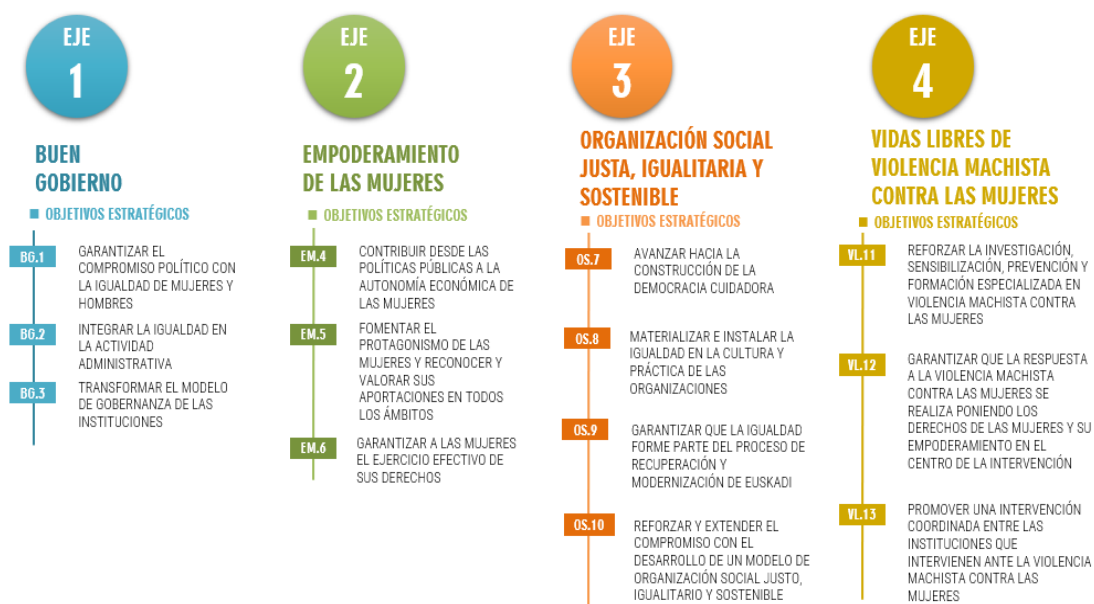 EJE
1
BUEN
GOBIERNO
OBJETIVOS ESTRATÉGICOS
BG.1
GARANTIZAR EL
COMPROMISO POLÍTICO CON
LA IGUALDAD DE MUJERES Y
HOMBRES
BG.2
INTEGRAR LA IGUALDAD EN
LA ACTIVIDAD
ADMINISTRATIVA
BG.3
TRANSFORMAR EL MODELO
DE GOBERNANZA DE LAS
INSTITUCIONES
EJE
2
EMPODERAMIENTO
DE LAS MUJERES
OBJETIVOS ESTRATÉGICOS
EM.4
CONTRIBUIR DESDE LAS
POLÍTICAS PÚBLICAS A LA
AUTONOMÍA ECONÓMICA DE
LAS MUJERES
EM.5
FOMENTAR EL
PROTAGONISMO DE LAS
MUJERES Y RECONOCER Y
VALORAR SUS
APORTACIONES EN TODOS
LOS ÁMBITOS
EM.6
GARANTIZAR A LAS MUJERES
EL EJERCICIO EFECTIVO DE
SUS DERECHOS
EJE
3
ORGANIZACIÓN SOCIAL
JUSTA, IGUALITARIA Y
SOSTENIBLE
OBJETIVOS ESTRATÉGICOS
OS.7
AVANZAR HACIA LA
CONSTRUCCIÓN DE LA
DEMOCRACIA CUIDADORA
OS.8
MATERIALIZAR E INSTALAR LA
IGUALDAD EN LA CULTURA Y
PRÁCTICA DE LAS
ORGANIZACIONES
OS.9
GARANTIZAR QUE LA IGUALDAD
FORME PARTE DEL PROCESO DE
RECUPERACIÓN Y
MODERNIZACIÓN DE EUSKADI
OS.10
REFORZAR Y EXTENDER EL
COMPROMISO CON EL
DESARROLLO DE UN MODELO DE
ORGANIZACIÓN SOCIAL JUSTO,
IGUALITARIO Y SOSTENIBLE
EJE
4
VIDAS LIBRES DE
VIOLENCIA MACHISTA
CONTRA LAS MUJERES
OBJETIVOS ESTRATÉGICOS
VL.11
REFORZAR LA INVESTIGACIÓN,
SENSIBILIZACIÓN, PREVENCIÓN Y
FORMACIÓN ESPECIALIZADA EN
VIOLENCIA MACHISTA CONTRA
LAS MUJERES
VL.12
GARANTIZAR QUE LA RESPUESTA
A LA VIOLENCIA MACHISTA
CONTRA LAS MUJERES SE
REALIZA PONIENDO LOS
DERECHOS DE LAS MUJERES Y SU
EMPODERAMIENTO EN EL
CENTRO DE LA INTERVENCIÓN
VL.13
PROMOVER UNA INTERVENCIÓN
COORDINADA ENTRE LAS
INSTITUCIONES QUE
INTERVIENEN ANTE LA VIOLENCIA
MACHISTA CONTRA LAS
MUJERES